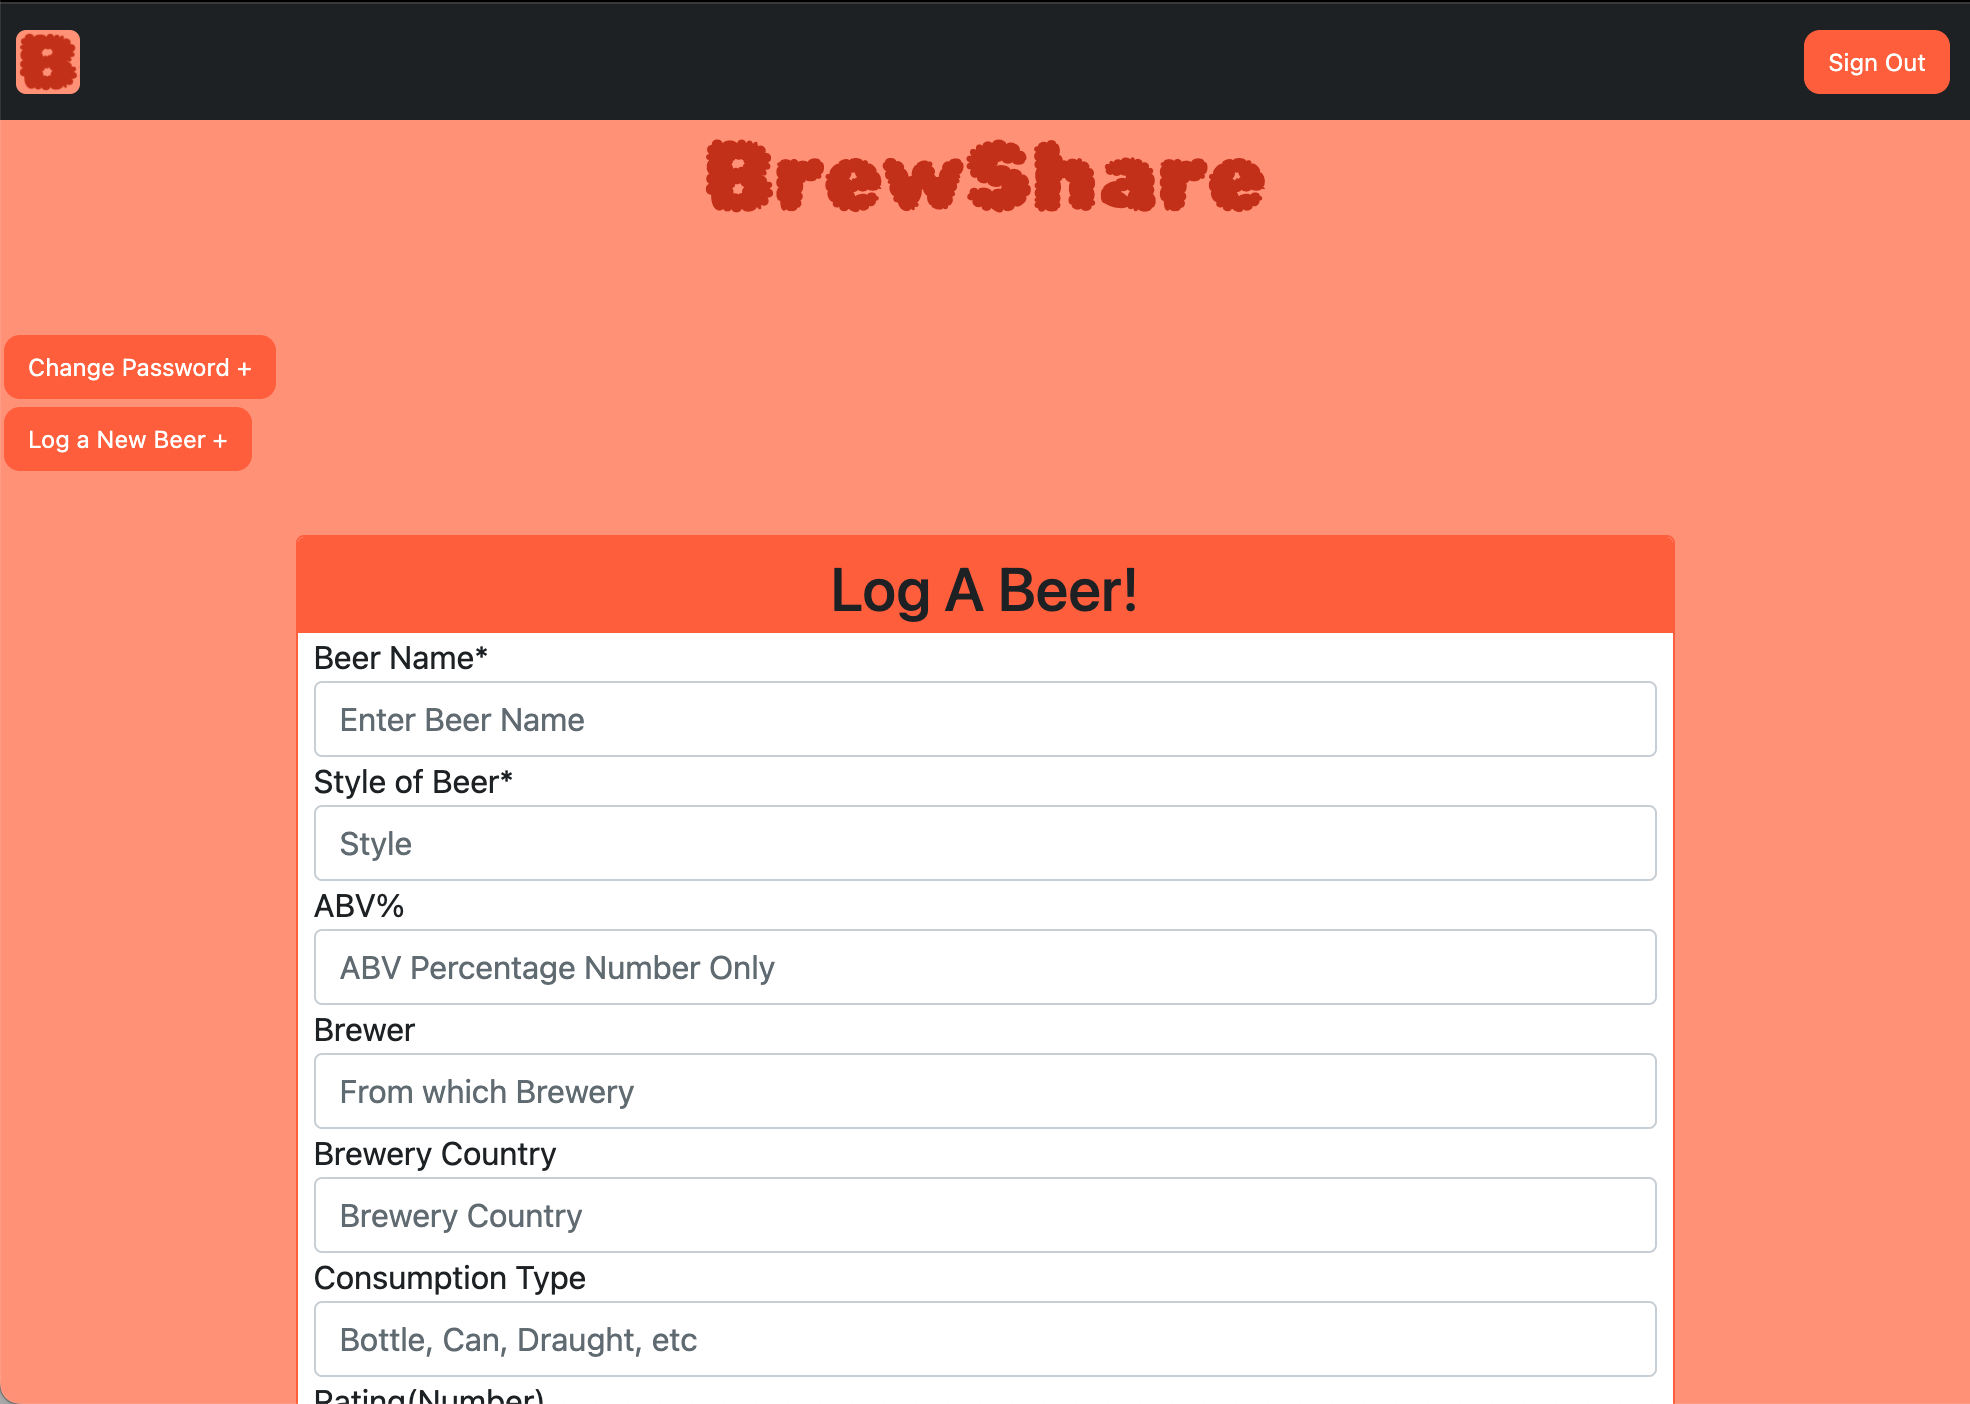 B
Sign Out
BrewShare
Change Password +
Log a New Beer +
Log A Beer!
Beer Name*
Enter Beer Name
Style of Beer*
Style
ABV%
ABV Percentage Number Only
Brewer
From which Brewery
Brewery Country
Brewery Country
Consumption Type
Bottle, Can, Draught, etc
Rating(Number)